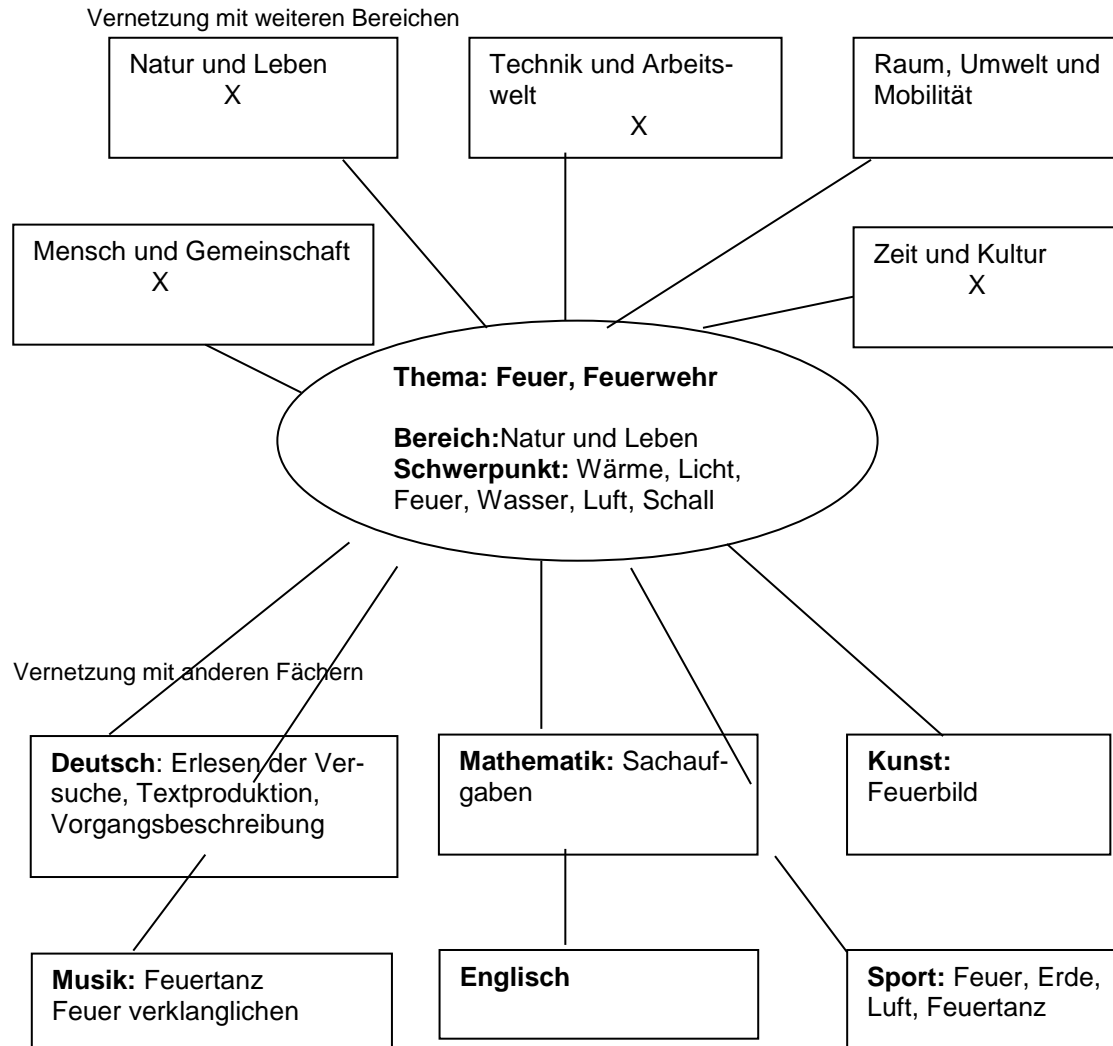 Vernetzung mit weiteren Bereichen
Natur und Leben
X
Technik und Arbeits-
welt
X
Raum, Umwelt und
Mobilität
Mensch und Gemeinschaft
X
Zeit und Kultur
X
Thema: Feuer, Feuerwehr
Bereich:Natur und Leben
Schwerpunkt: Wärme, Licht,
Feuer, Wasser, Luft, Schall
Vernetzung mit anderen Fächern
Deutsch: Erlesen der Ver-
suche, Textproduktion,
Vorgangsbeschreibung
Mathematik: Sachauf-
gaben
Kunst:
Feuerbild
Musik: Feuertanz
Feuer verklanglichen
Englisch
Sport: Feuer, Erde,
Luft, Feuertanz